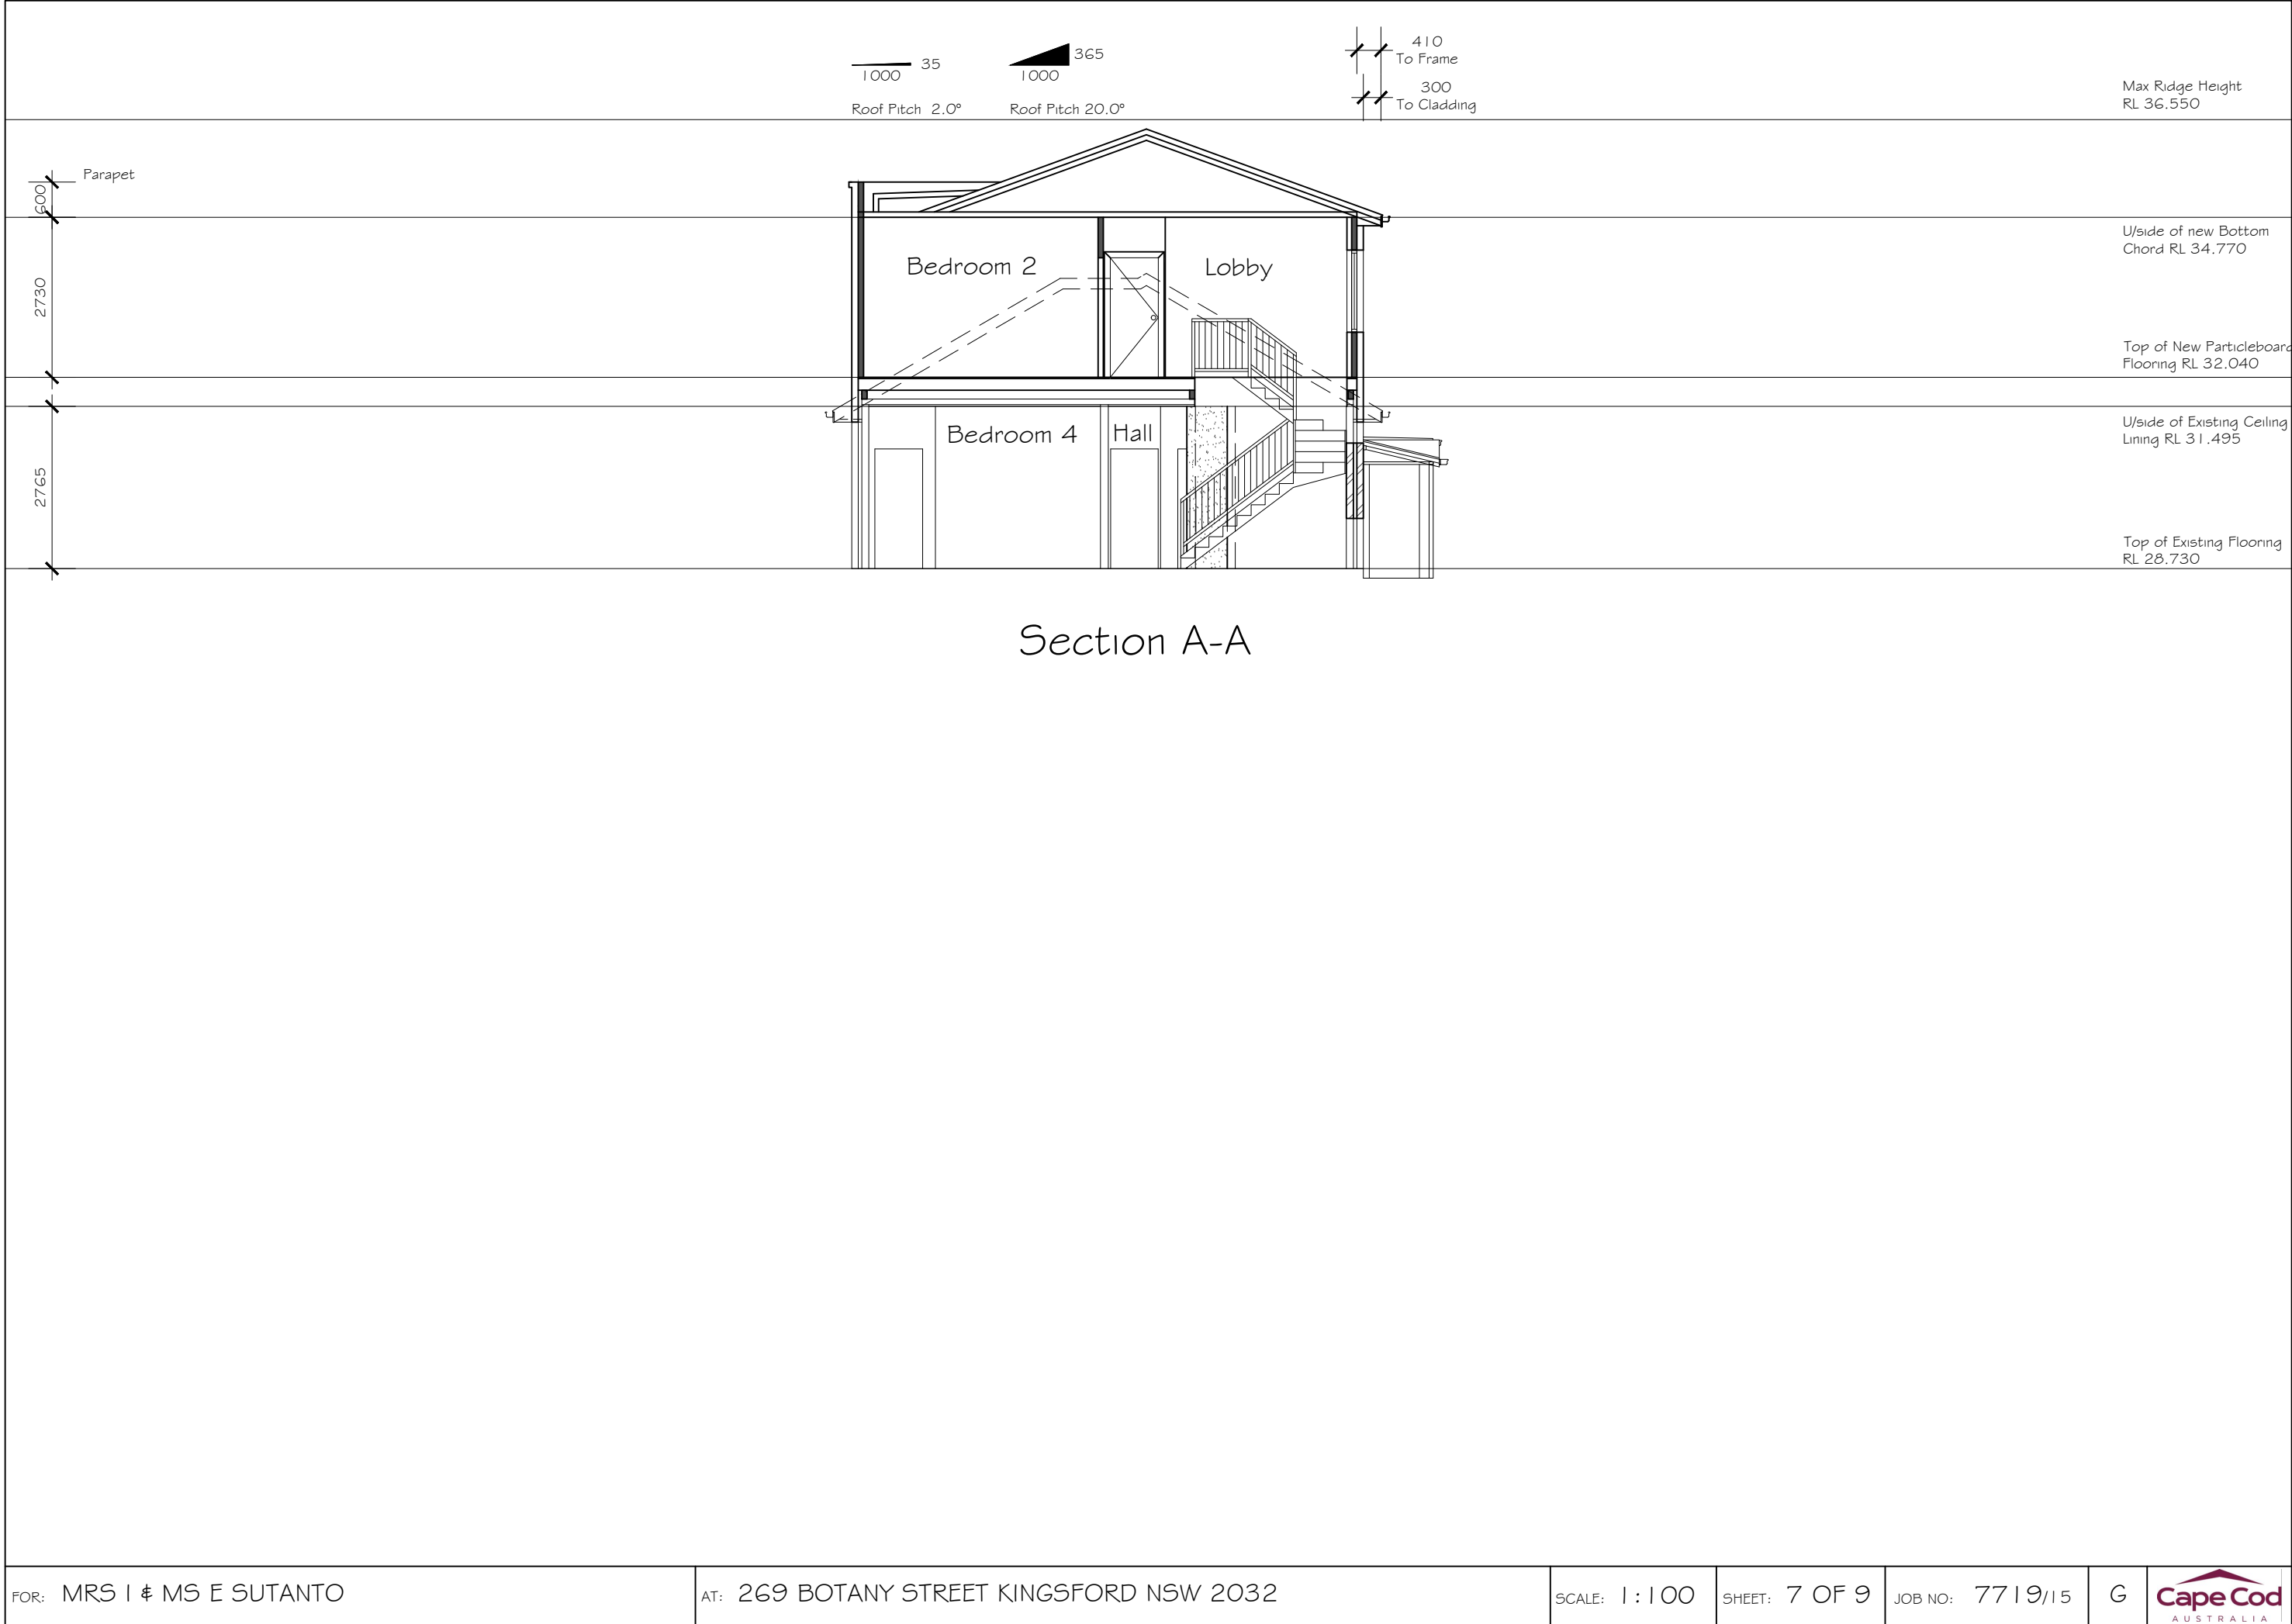 410
To Frame
35
1000
365
1000
300
To Cladding
Roof Pitch 2.0°
Roof Pitch 20.0°
Max Ridge Height
RL 36.550
Parapet
600
U/side of new Bottom
Chord RL 34.770
Bedroom 2
Lobby
2730
Top of New Particleboard
Flooring RL 32.040
Bedroom 4
Hall
U/side of Existing Ceiling
Lining RL 31.495
2765
Top of Existing Flooring
RL 28.730
Section A-A
FOR: MRS I & MS E SUTANTO
AT: 269 BOTANY STREET KINGSFORD NSW 2032
SCALE: 1:100
SHEET: 7 OF 9
JOB NO: 7719/15
G
Cape Cod
AUSTRALIA